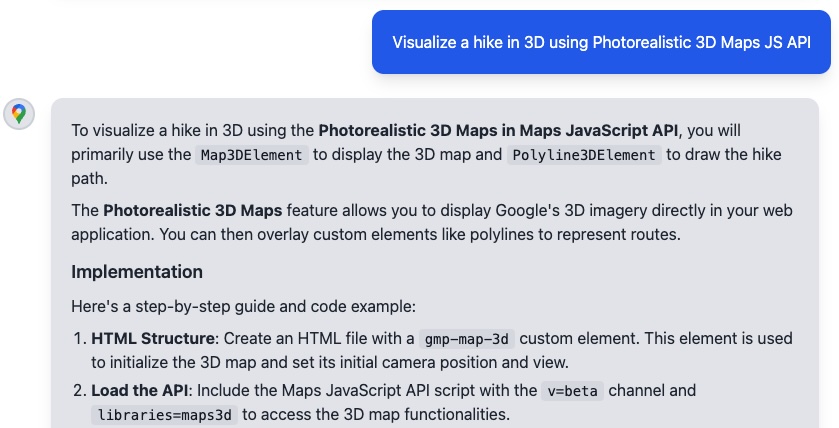 Visualize a hike in 3D using Photorealistic 3D Maps JS API
To visualize a hike in 3D using the Photorealistic 3D Maps in Maps JavaScript API, you will
primarily use the Map3DElement to display the 3D map and Polyline3DElement to draw the hike
path.
The Photorealistic 3D Maps feature allows you to display Google's 3D imagery directly in your web
application. You can then overlay custom elements like polylines to represent routes.
Implementation
Here's a step-by-step guide and code example:
1. HTML Structure: Create an HTML file with a gmp-map-3d custom element. This element is used
to initialize the 3D map and set its initial camera position and view.
2. Load the API: Include the Maps JavaScript API script with the v=beta channel and
libraries=maps3d to access the 3D map functionalities.